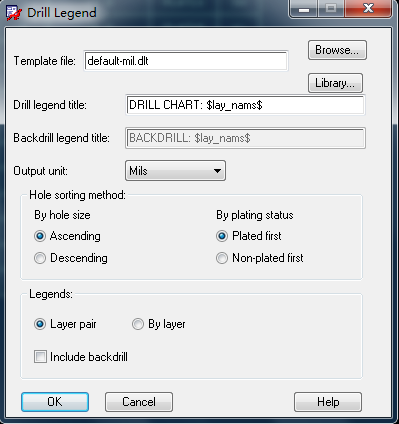 Drill Legend
Browse...
Template file: default-mil.dlt
Library...
Drill legend title: DRILL CHART: $lay_nams$
Backdrill legend title: BACKDRILL: $lay_nams$
Output unit: Mils
Hole sorting method:
By hole size By plating status
Ascending Plated first
Descending Non-plated first
Legends:
Layer pair By layer
Include backdrill
OK Cancel Help